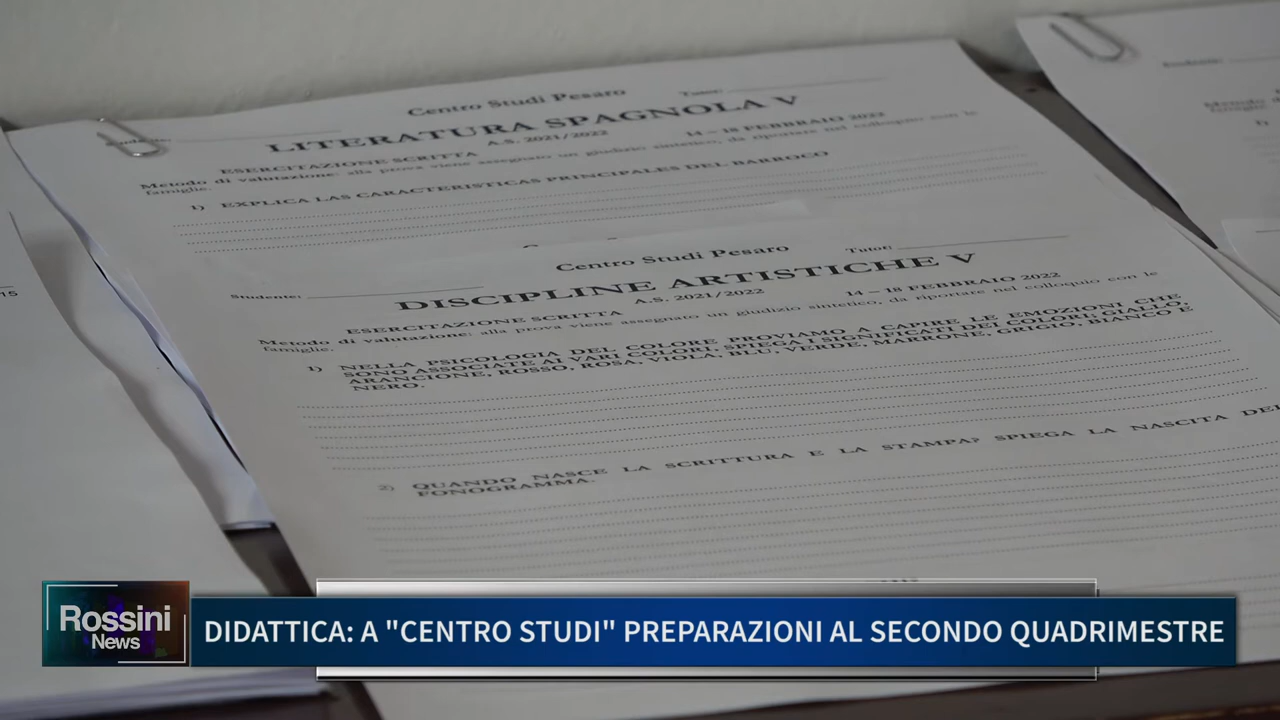 Centro Studi Pesaro
Tutor:
LITERATURA SPAGNOLA V
A.S. 2021/2022
14 – 18 FEBBRAIO 2022
ESERCITAZIONE SCRITTA
Metodo di valutazione: alla prova viene assegnato un giudizio sintetico, da riportare nel colloquio con le
famiglie.
1) EXPLICA LAS CARACTERISTICAS PRINCIPALES DEL BARROCO
Centro Studi Pesaro
Tutor:
Studente:
DISCIPLINE ARTISTICHE V
A.S. 2021/2022
14 – 18 FEBBRAIO 2022
ESERCITAZIONE SCRITTA
Metodo di valutazione: alla prova viene assegnato un giudizio sintetico, da riportare nel colloquio con le
famiglie.
1) NELLA PSICOLOGIA DEL COLORE PROVIAMO A CAPIRE LE EMOZIONI CHE
SONO ASSOCIATE AI VARI COLORI: SPIEGA I SIGNIFICATI DEI COLORI: GIALLO,
ARANCIONE, ROSSO, ROSA, VIOLA, BLU, VERDE, MARRONE, GRIGIO, BIANCO E
NERO.
2) QUANDO NASCE LA SCRITTURA E LA STAMPA? SPIEGA LA NASCITA DEL
FONOGRAMMA.
15
Rossini
News
DIDATTICA: A "CENTRO STUDI" PREPARAZIONI AL SECONDO QUADRIMESTRE